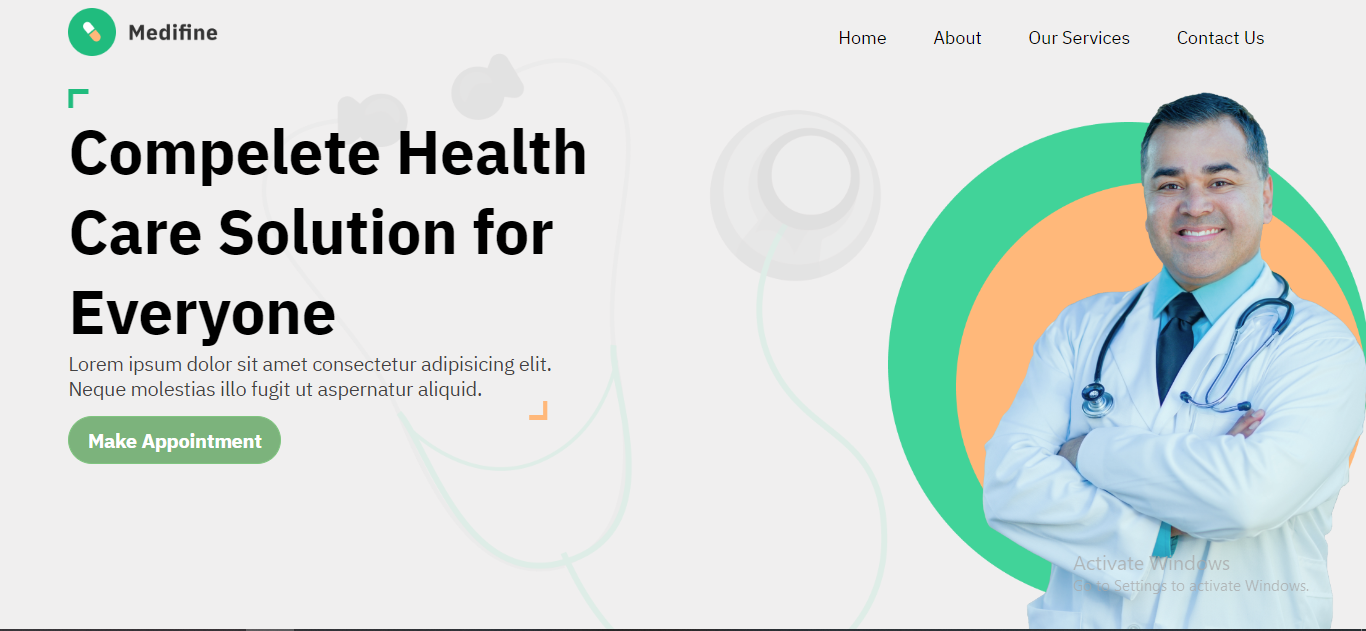 Medifine
Home About Our Services Contact Us
Compelete Health
Care Solution for
Everyone
Lorem ipsum dolor sit amet consectetur adipisicing elit.
Neque molestias illo fugit ut aspernatur aliquid.
Make Appointment
Activate Windows
Go to Settings to activate Windows.